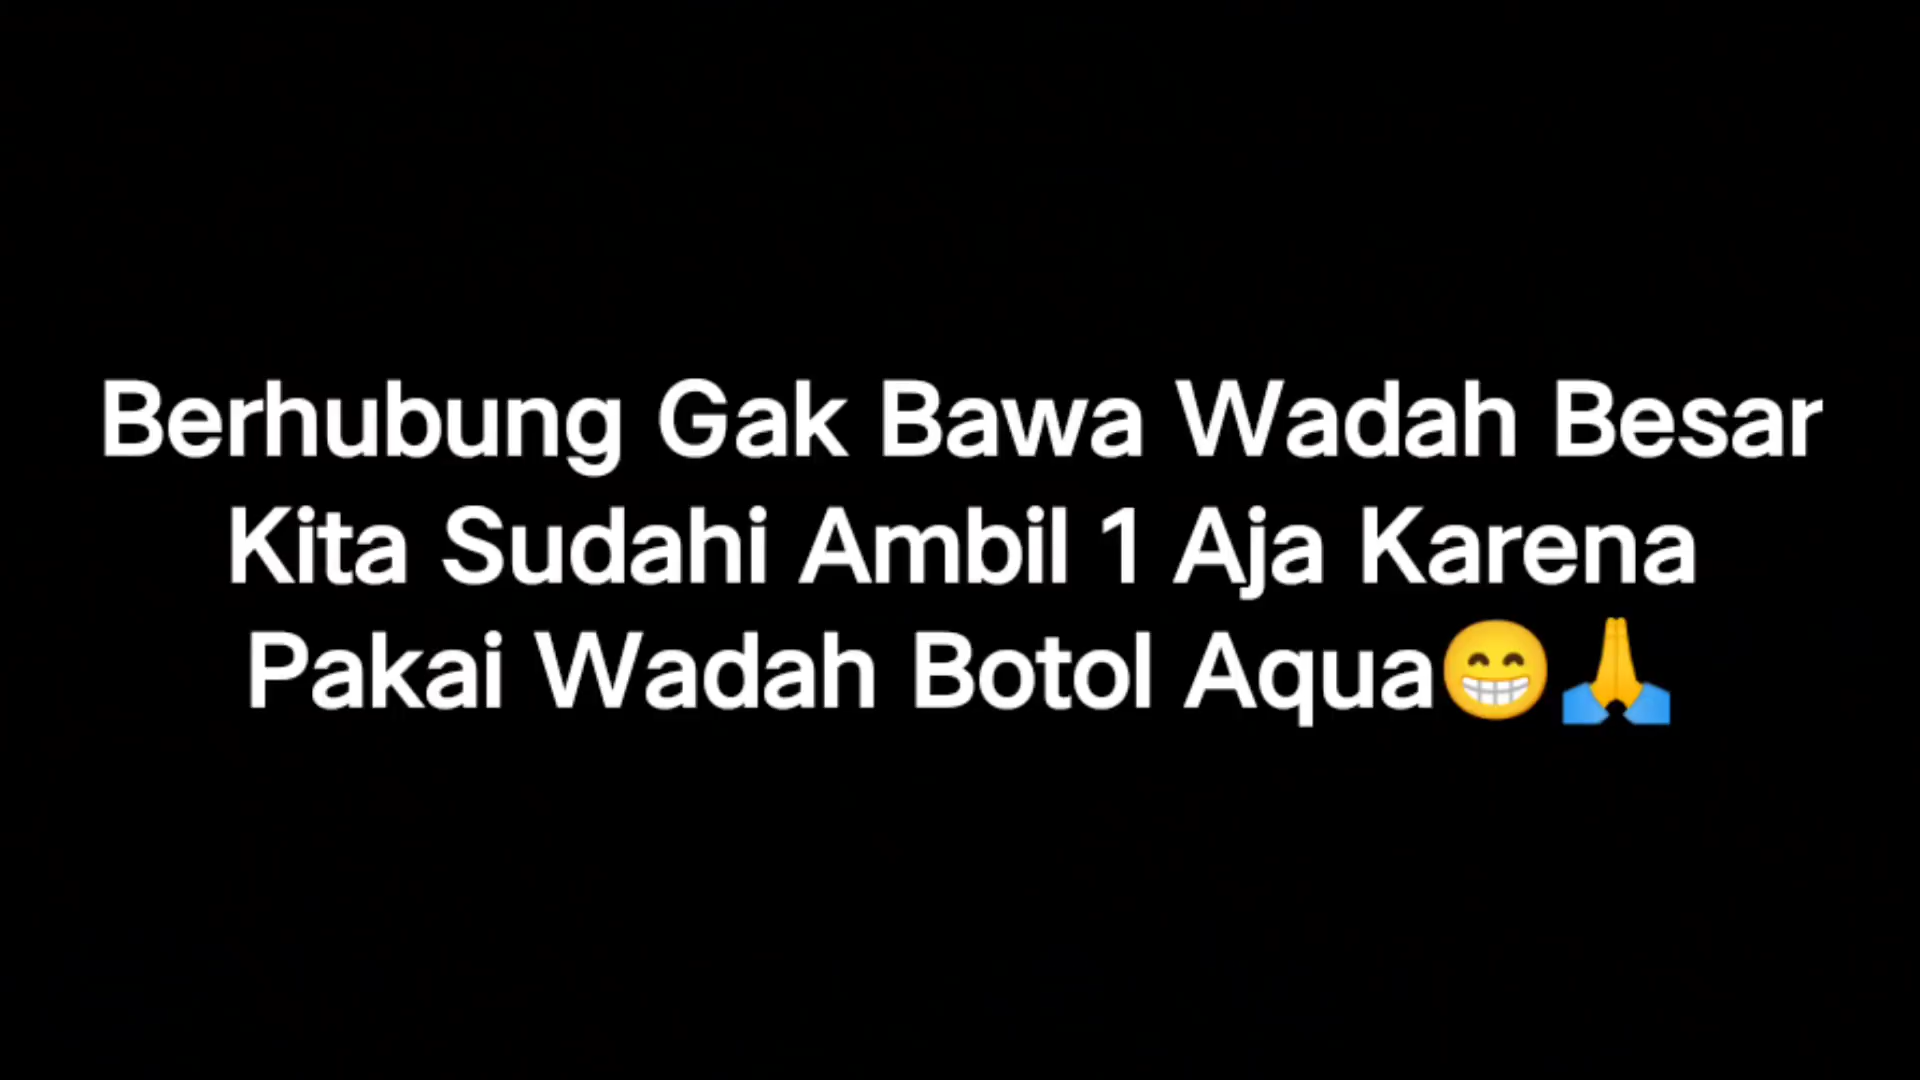 Berhubung Gak Bawa Wadah Besar
Kita Sudahi Ambil 1 Aja Karena
Pakai Wadah Botol Aqua😁🙏